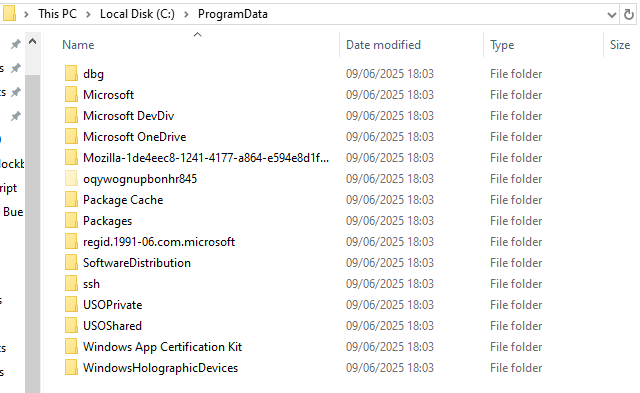 This PC > Local Disk (C:) > ProgramData
Name Date modified Type Size
dbg 09/06/2025 18:03 File folder
Microsoft 09/06/2025 18:03 File folder
Microsoft DevDiv 09/06/2025 18:03 File folder
Microsoft OneDrive 09/06/2025 18:03 File folder
Mozilla-1de4eec8-1241-4177-a864-e594e8d1f... 09/06/2025 18:03 File folder
oqywognupbonhr845 09/06/2025 18:03 File folder
Package Cache 09/06/2025 18:03 File folder
ript Packages 09/06/2025 18:03 File folder
Bue regid.1991-06.com.microsoft 09/06/2025 18:03 File folder
SoftwareDistribution 09/06/2025 18:03 File folder
ssh 09/06/2025 18:03 File folder
USOPrivate 09/06/2025 18:03 File folder
USOShared 09/06/2025 18:03 File folder
Windows App Certification Kit 09/06/2025 18:03 File folder
WindowsHolographicDevices 09/06/2025 18:03 File folder